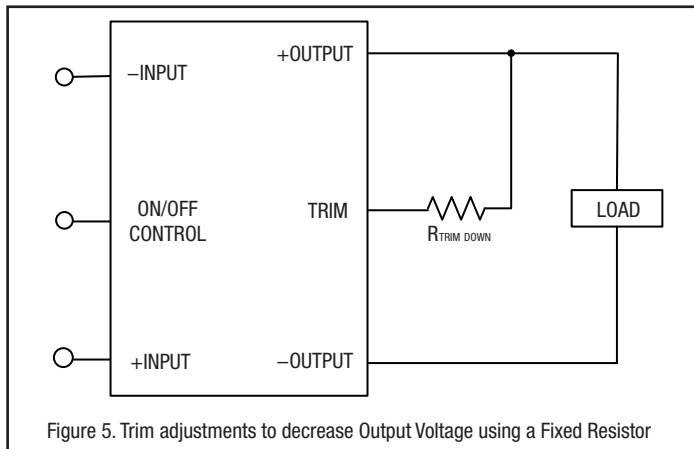 −INPUT
+OUTPUT
ON/OFF
CONTROL
TRIM
RTRIM DOWN
LOAD
+INPUT
−OUTPUT
Figure 5. Trim adjustments to decrease Output Voltage using a Fixed Resistor